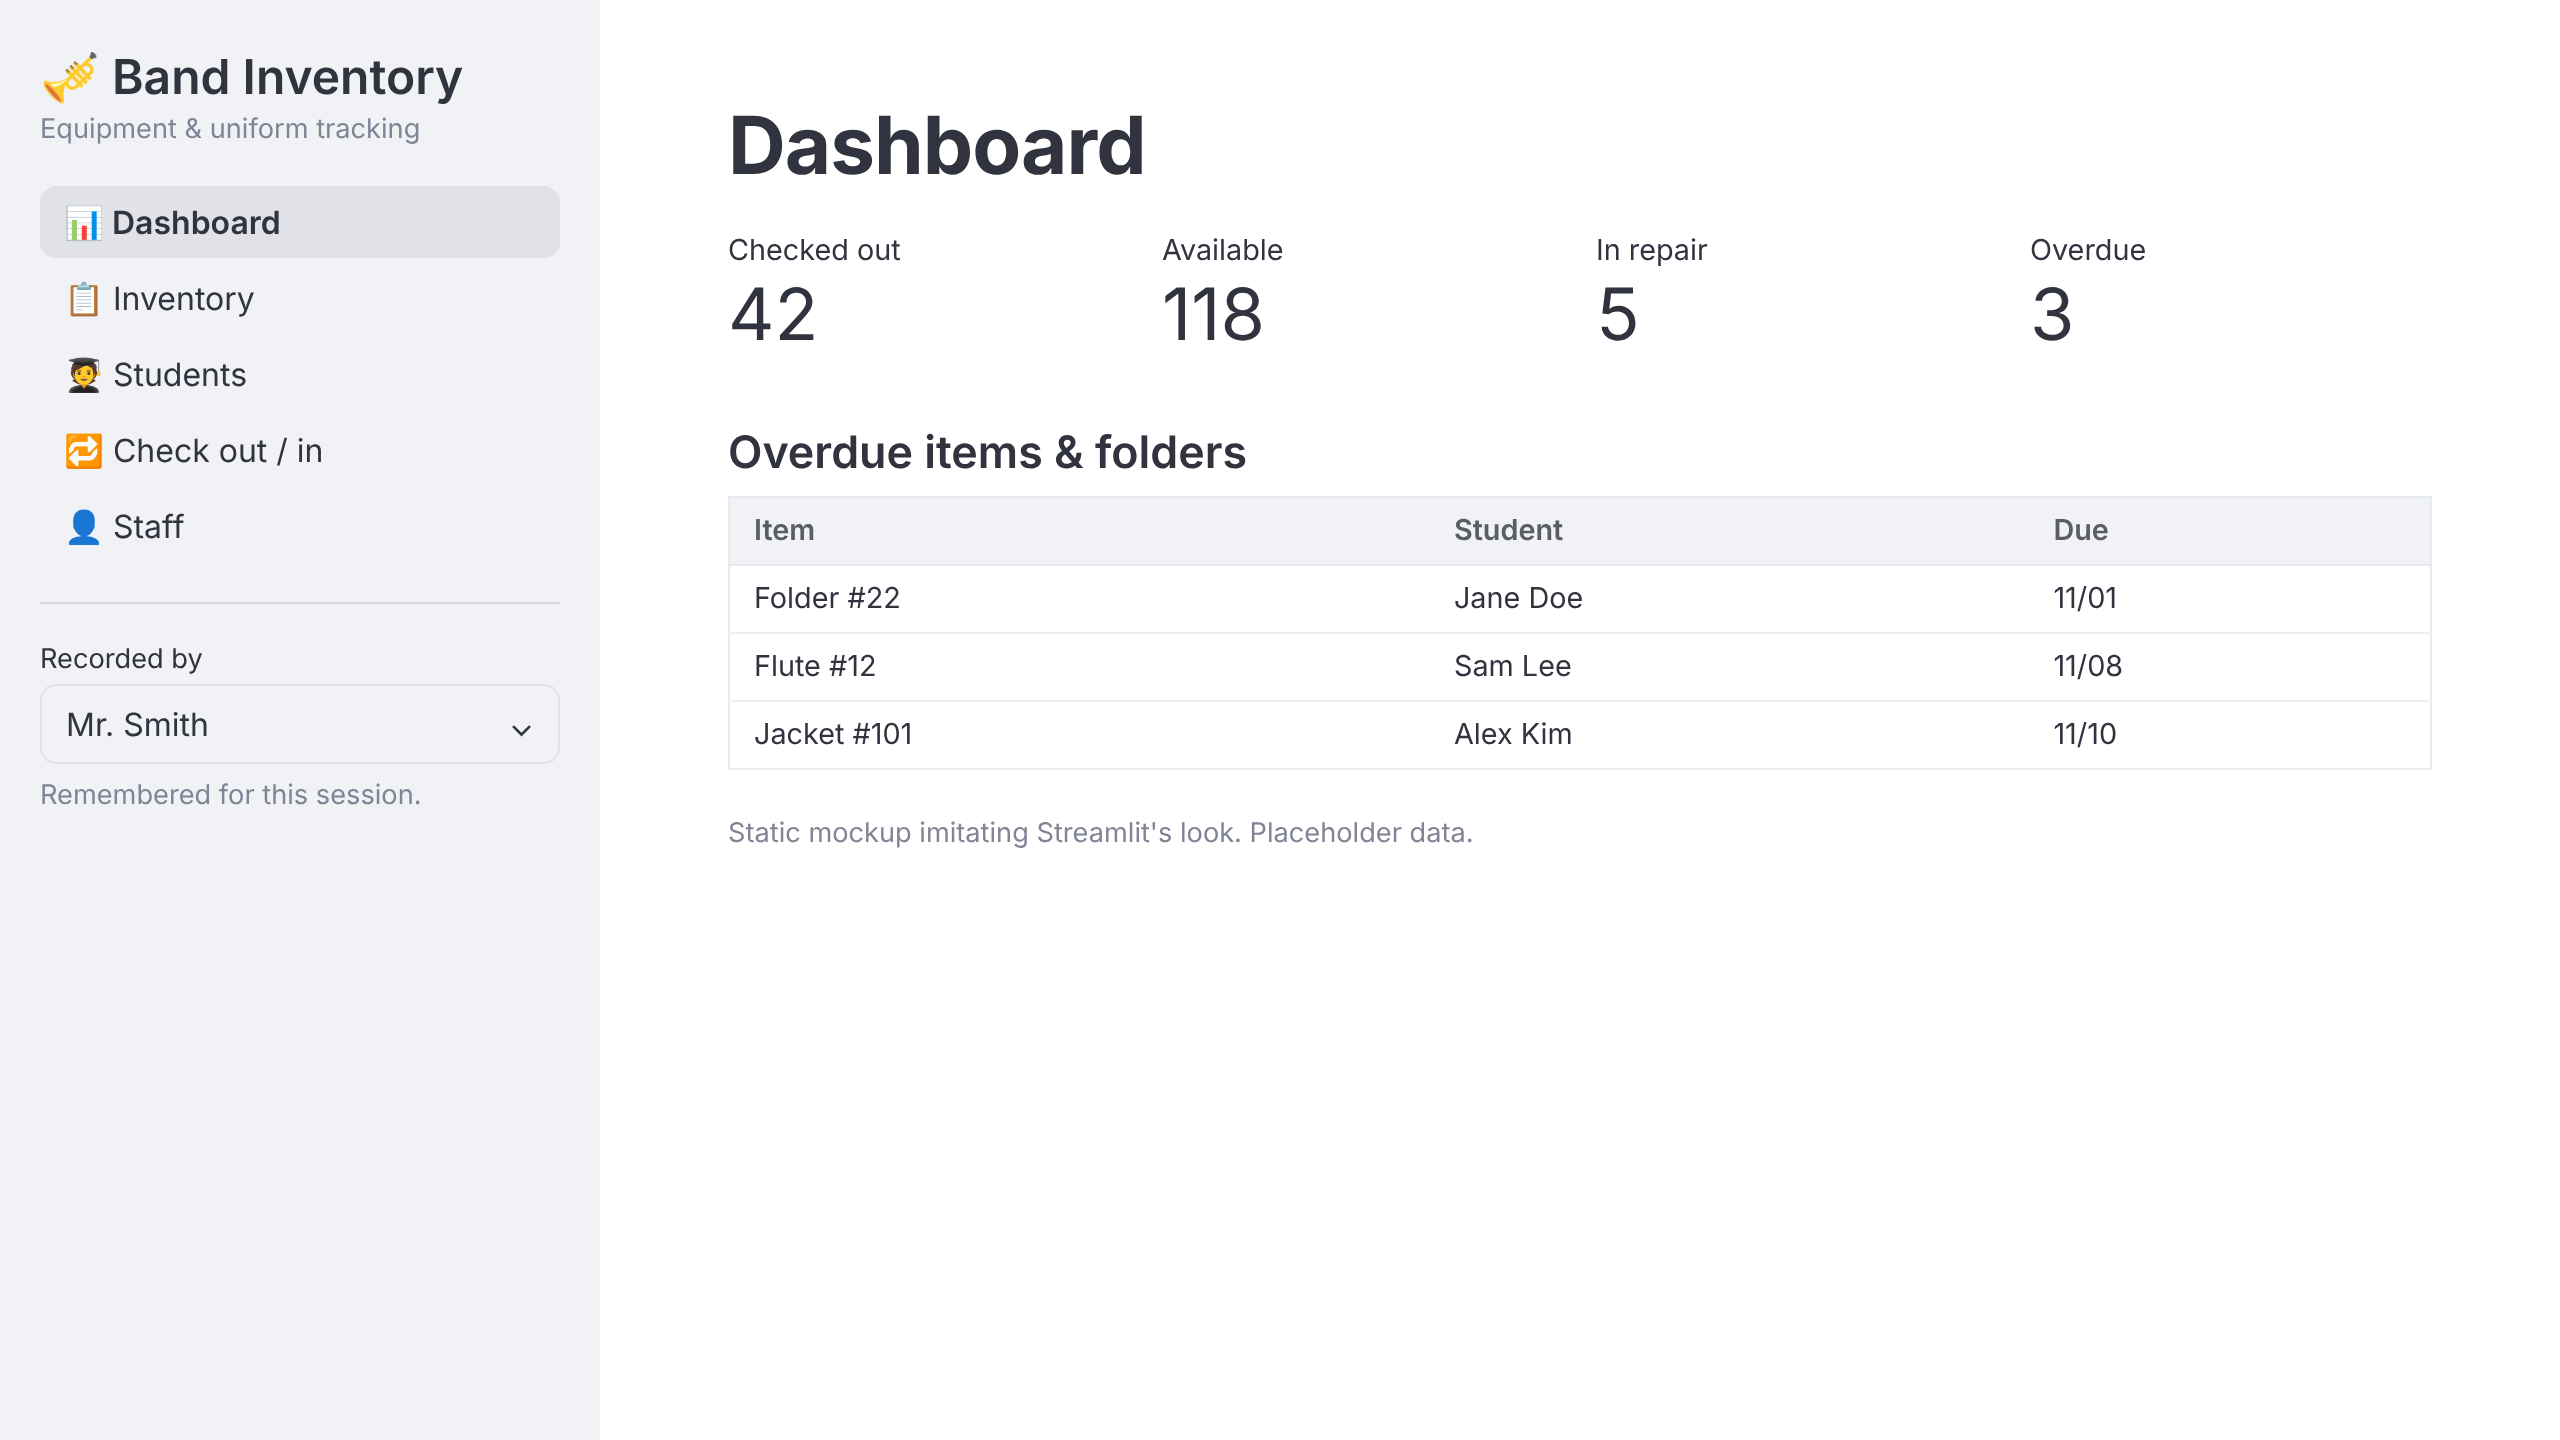 Band Inventory
Equipment & uniform tracking
Dashboard
Inventory
Students
Check out / in
Staff
Recorded by
Mr. Smith
Remembered for this session.
Dashboard
Checked out Available In repair Overdue
42 118 5 3
Overdue items & folders
Item Student Due
Folder #22 Jane Doe 11/01
Flute #12 Sam Lee 11/08
Jacket #101 Alex Kim 11/10
Static mockup imitating Streamlit's look. Placeholder data.